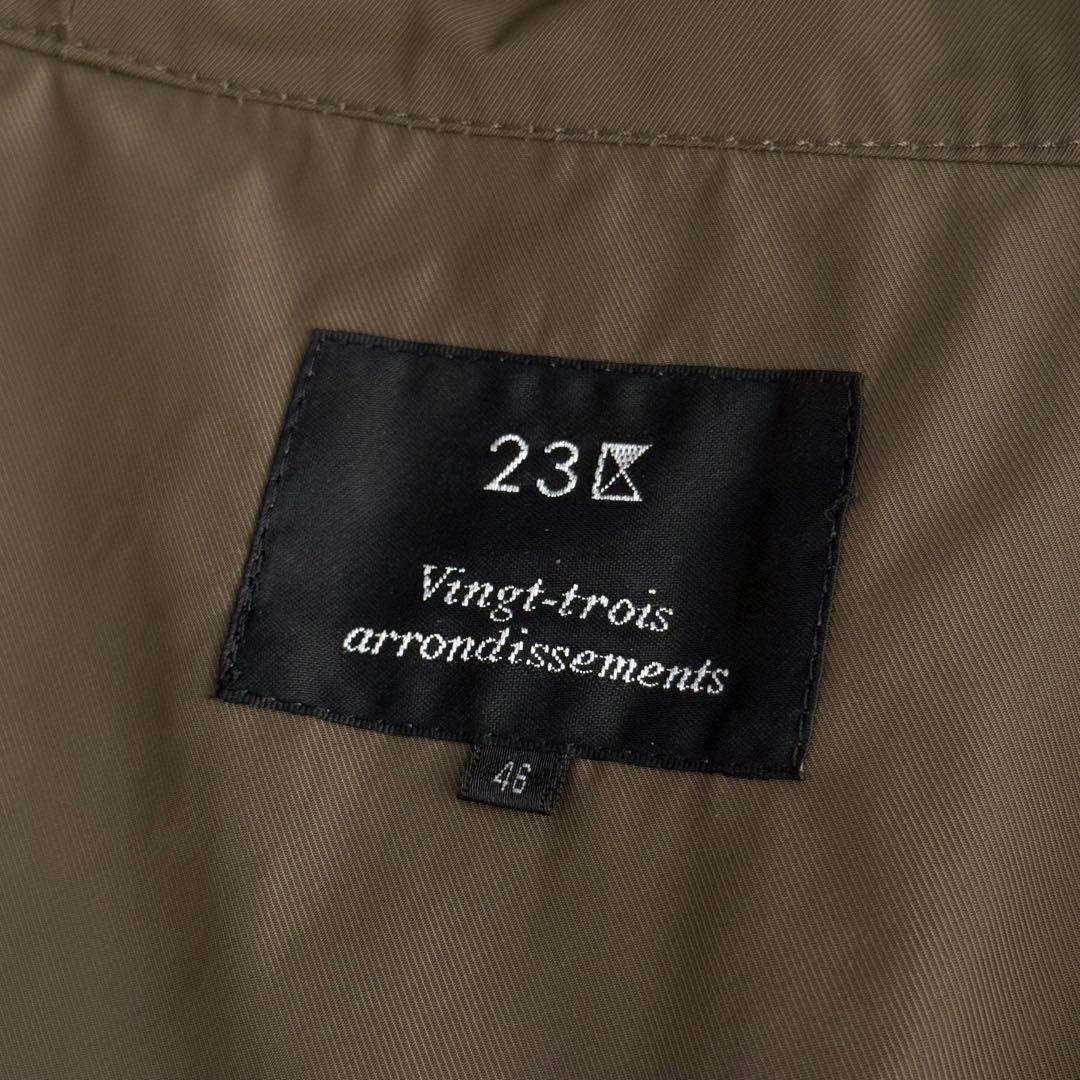 23区
Vingt-trois
arrondissements
46